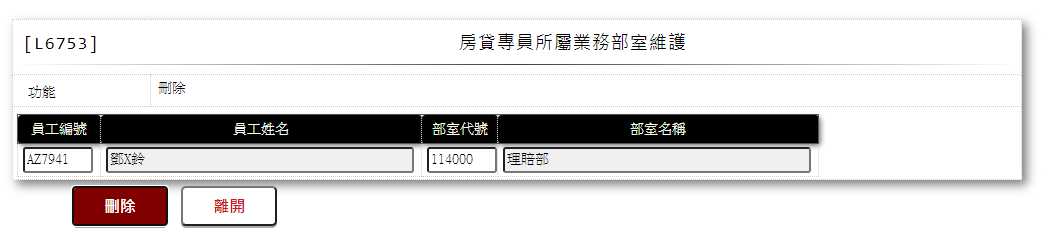 [L6753] 房貸專員所屬業務部室維護
功能 刪除
員工編號 員工姓名 部室代號 部室名稱
AZ7941 鄧X鈴 114000 理賠部
刪除 離開